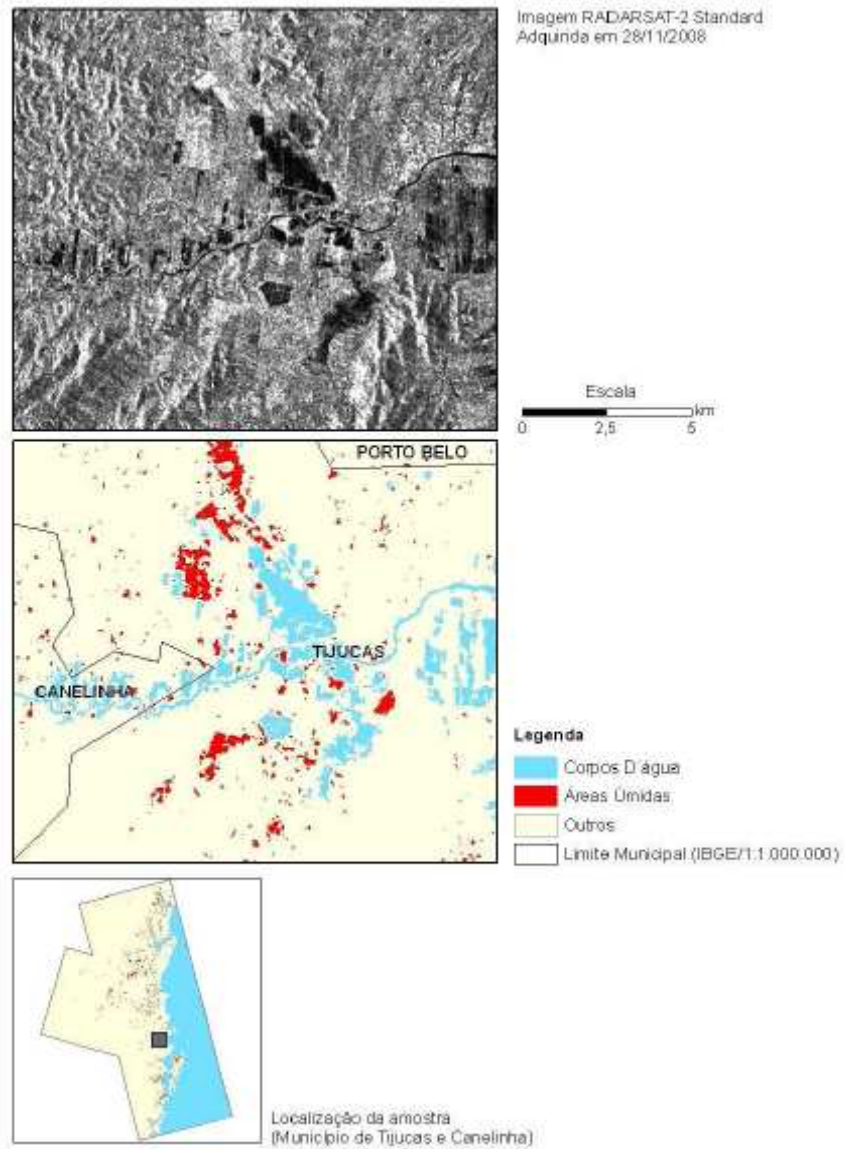 Imagem RADARSAT-2 Standard
Adquirida em 28/11/2008
Escala
km
0 2,5 5
PORTO BELO
TIJUCAS
CANELINHA
Legenda
Corpos D água
Áreas Úmidas
Outros
Limite Municipal (IBGE/1:1.000.000)
Localização da amostra
(Município de Tijucas e Canelinha)